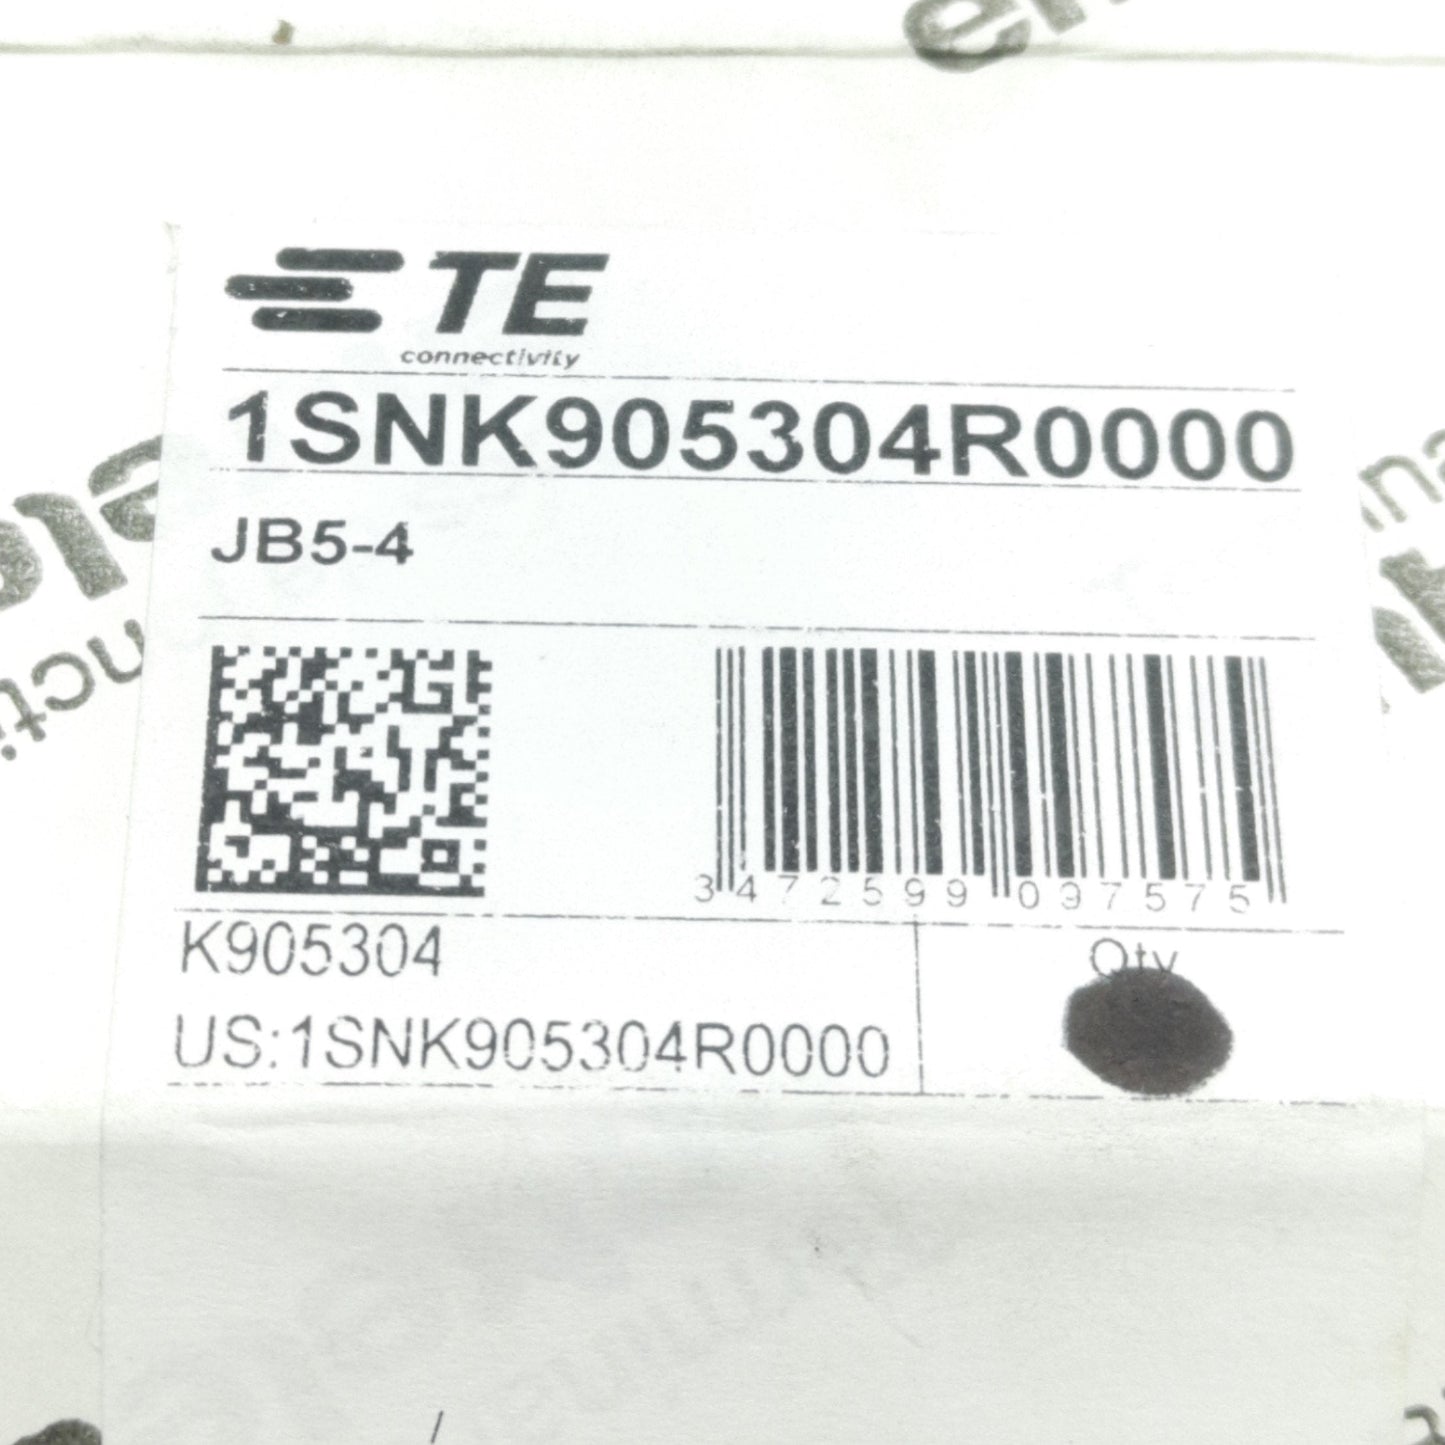 TE
connectivity
1SNK905304R0000
JB5-4
3472599097575
K905304
Qty
US:1SNK905304R0000